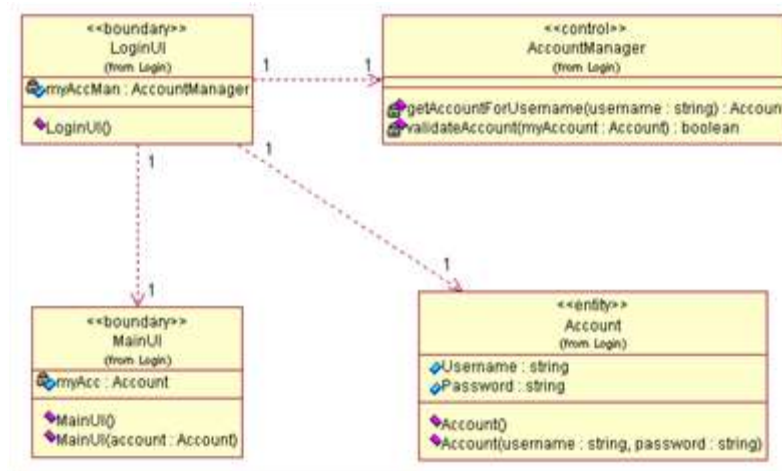 <<boundary>>
LoginUI
(from Login)
myAccMan : AccountManager
LoginUI()
1
1
<<control>>
AccountManager
(from Login)
getAccountForUsername(username : string) : Accoun
validateAccount(myAccount : Account) : boolean
1
1
1
1
<<boundary>>
MainUI
(from Login)
myAcc : Account
MainUI()
MainUI(account : Account)
<<entity>>
Account
(from Login)
Username : string
Password : string
Account()
Account(username : string, password : string)